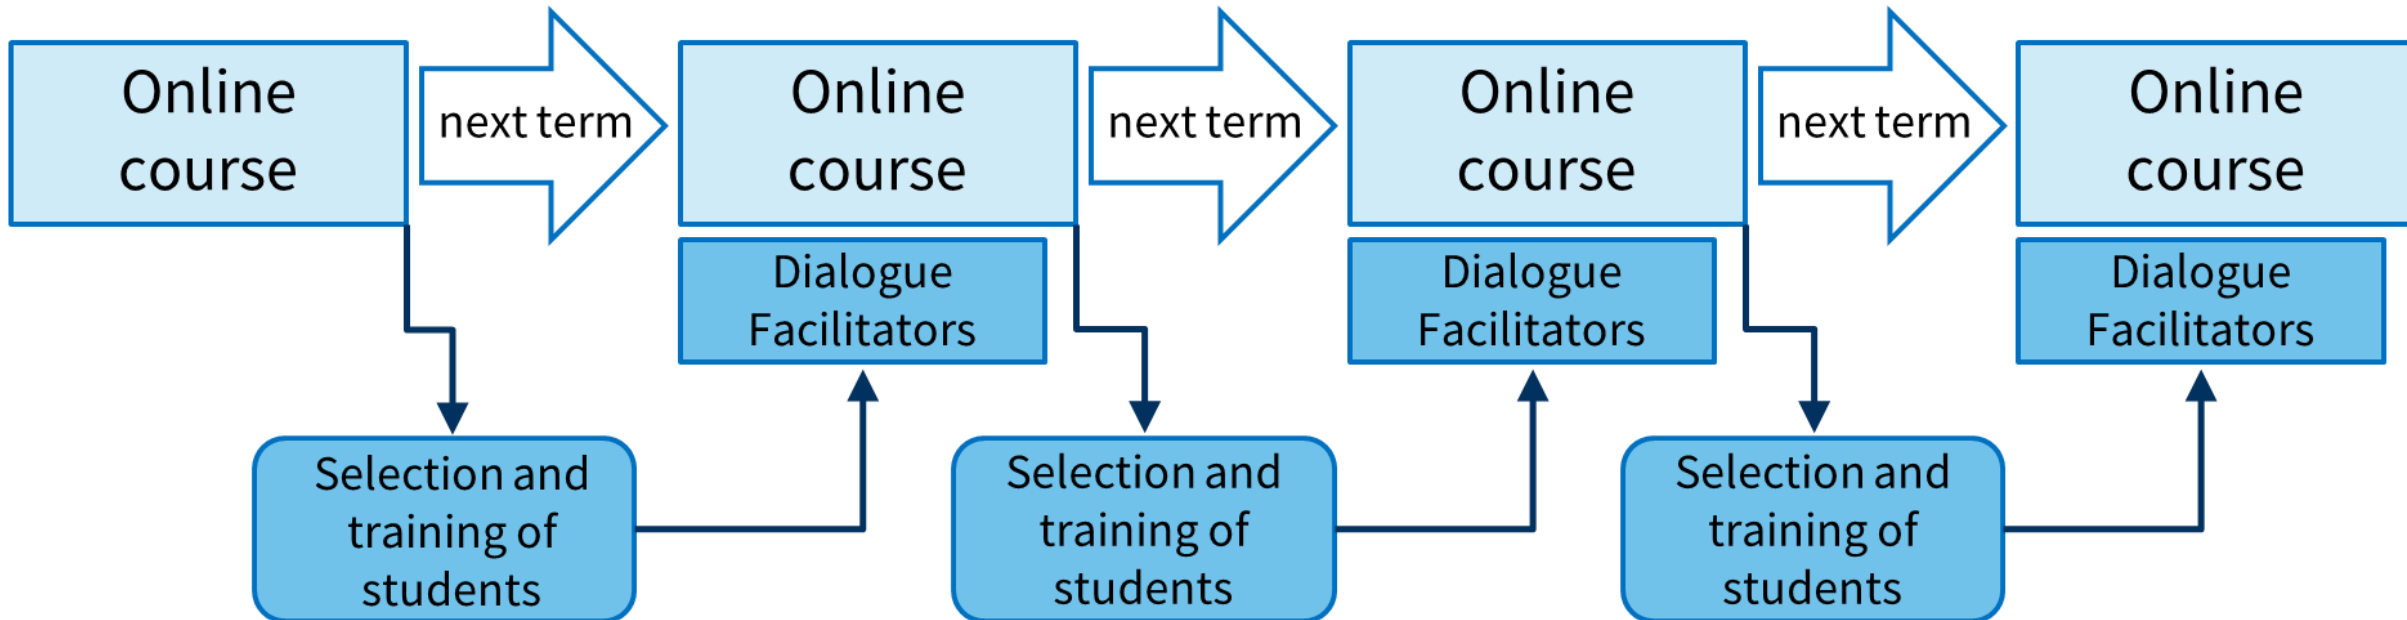 Online
course
next term
Online
course
next term
Online
course
next term
Online
course
Dialogue
Facilitators
Dialogue
Facilitators
Dialogue
Facilitators
Selection and
training of
students
Selection and
training of
students
Selection and
training of
students